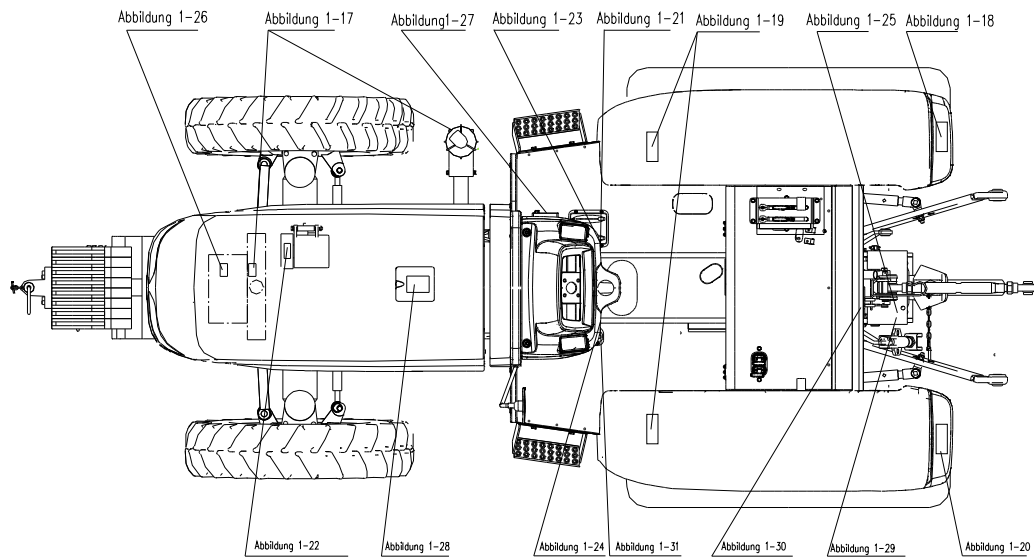 Abbildung 1-26
Abbildung 1-17
Abbildung1-27
Abbildung 1-23
Abbildung 1-21
Abbildung 1-19
Abbildung 1-25
Abbildung 1-18
Abbildung 1-22
Abbildung 1-28
Abbildung 1-24
Abbildung 1-31
Abbildung 1-30
Abbildung 1-29
Abbildung 1-20